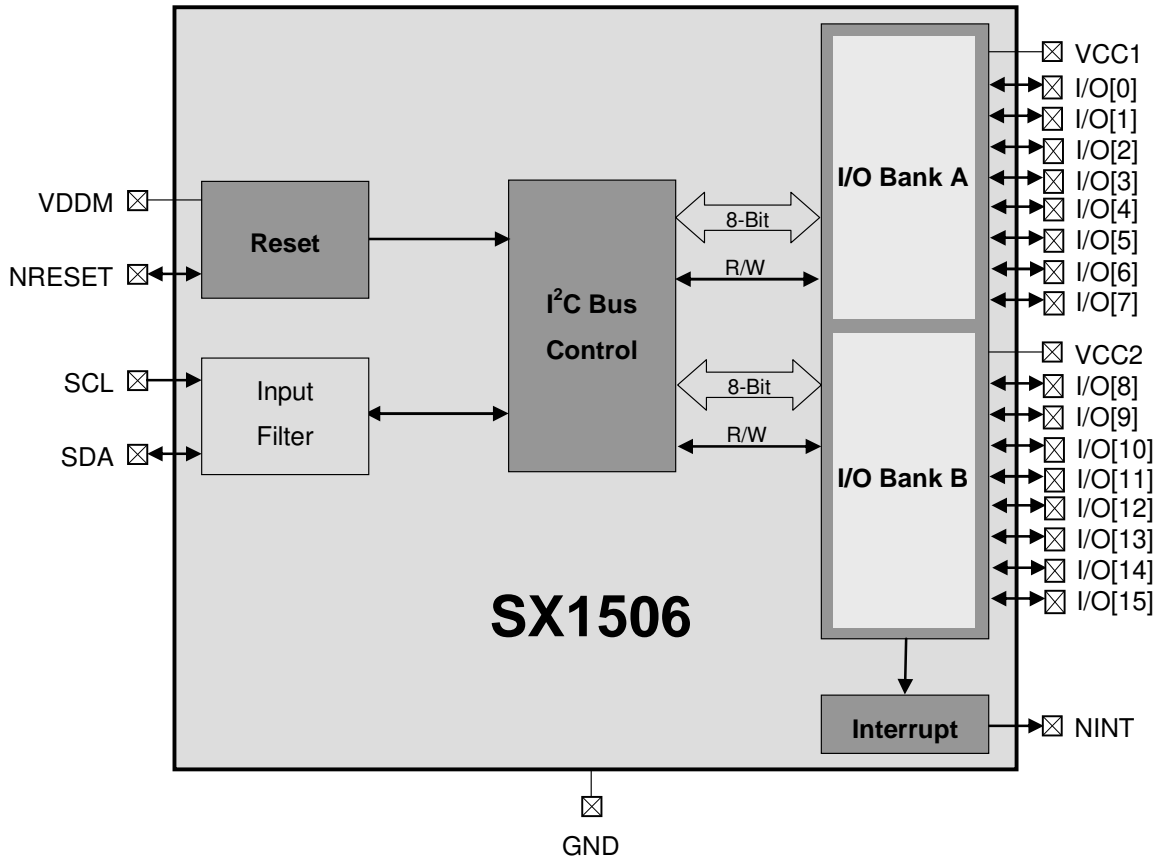 VDDM
NRESET
SCL
SDA
Reset
Input
Filter
I²C Bus
Control
8-Bit
R/W
8-Bit
R/W
I/O Bank A
I/O Bank B
VCC1
I/O[0]
I/O[1]
I/O[2]
I/O[3]
I/O[4]
I/O[5]
I/O[6]
I/O[7]
VCC2
I/O[8]
I/O[9]
I/O[10]
I/O[11]
I/O[12]
I/O[13]
I/O[14]
I/O[15]
SX1506
Interrupt
NINT
GND